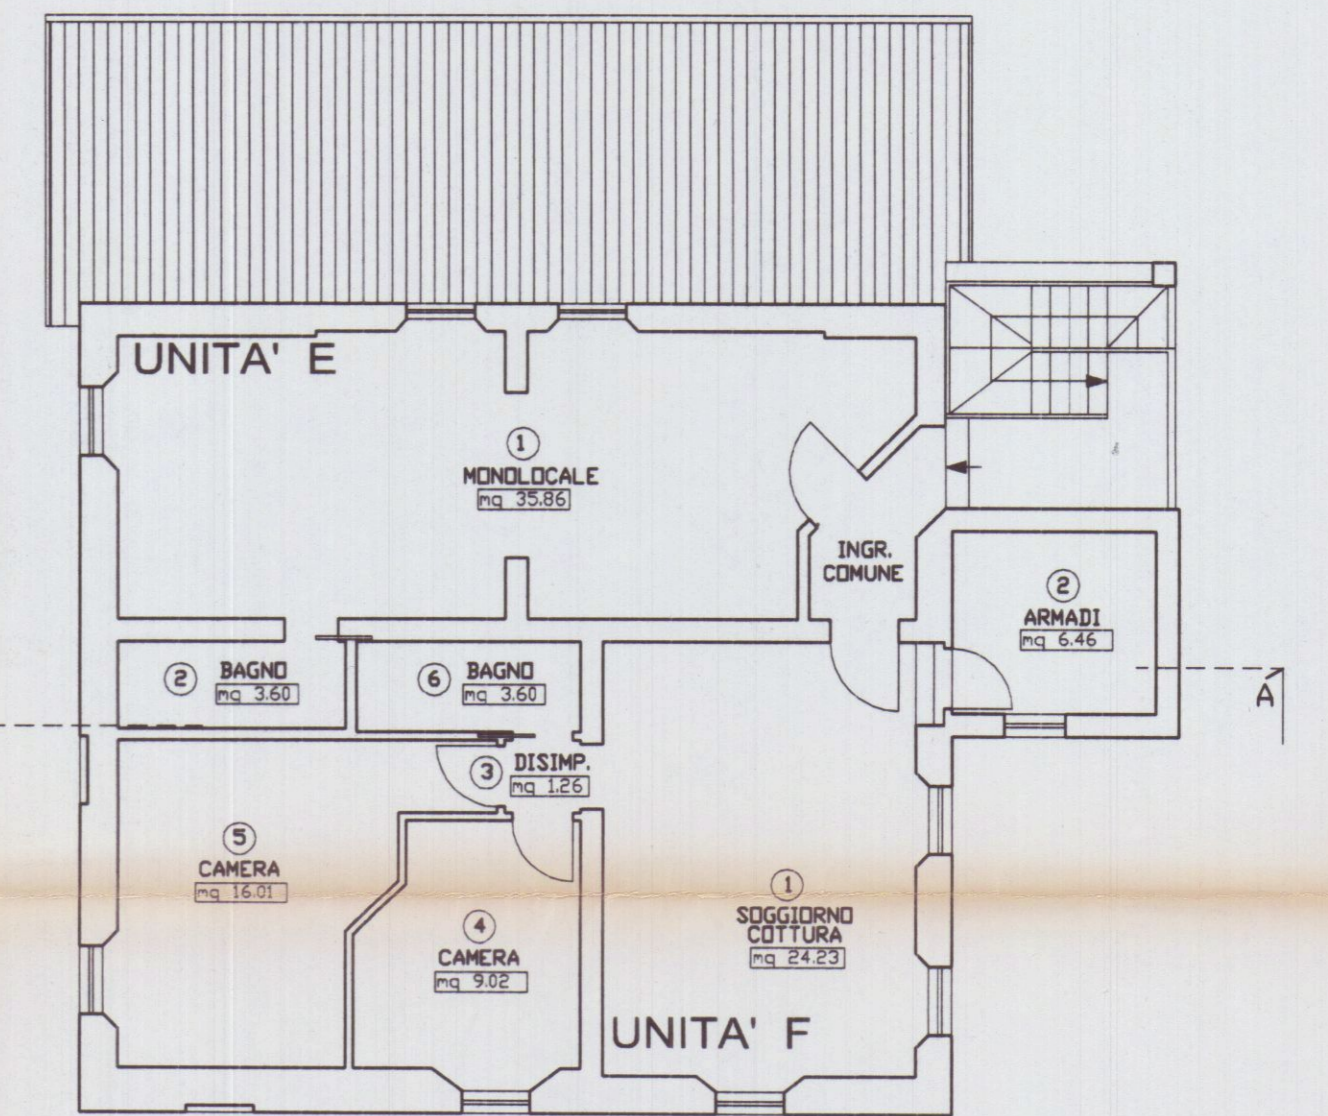 UNITA' E
1
MONOLOCALE
mq 35.86
INGR.
COMUNE
2
ARMADI
mq 6.46
2 BAGNO
mq 3.60
6 BAGNO
mq 3.60
A
3 DISIMP.
mq 1.26
5
CAMERA
mq 16.01
4
CAMERA
mq 9.02
1
SOGGIORNO
COTTURA
mq 24.23
UNITA' F